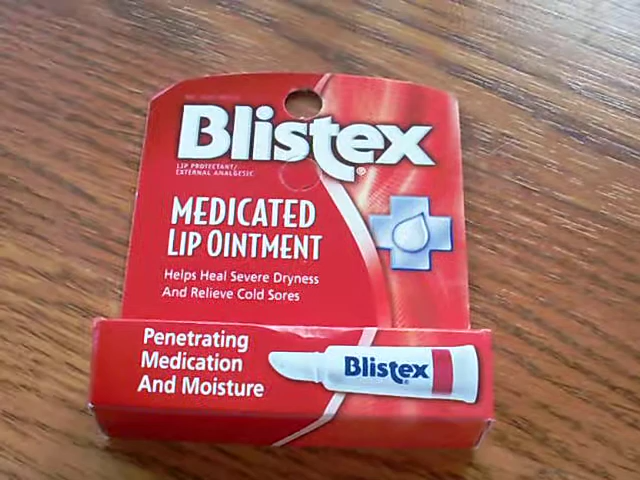 Blistex®
LIP PROTECTANT/
EXTERNAL ANALGESIC
MEDICATED
LIP OINTMENT
Helps Heal Severe Dryness
And Relieve Cold Sores
Penetrating
Medication
And Moisture
Blistex®